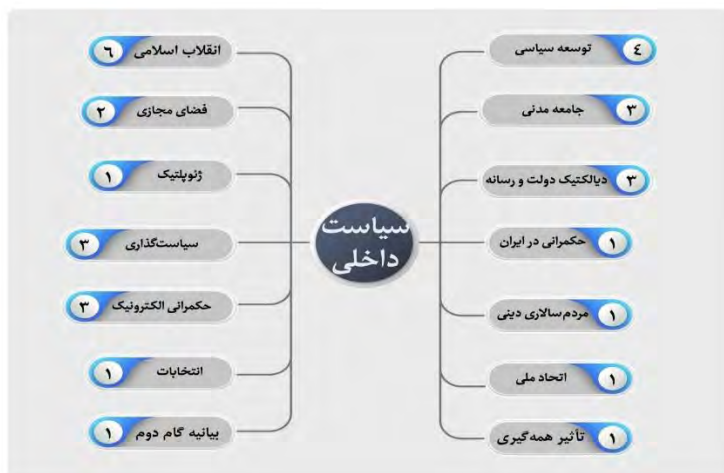 سیاست
داخلی
توسعه سیاسی ٤
جامعه مدنی ۳
دیالکتیک دولت و رسانه ۳
حکمرانی در ایران ۱
مردم‌سالاری دینی ۱
اتحاد ملی ۱
تأثیر همه‌گیری ۱
انقلاب اسلامی ٦
فضای مجازی ۲
ژئوپلتیک ۱
سیاست‌گذاری ۳
حکمرانی الکترونیک ۳
انتخابات ۱
بیانیه گام دوم ۱